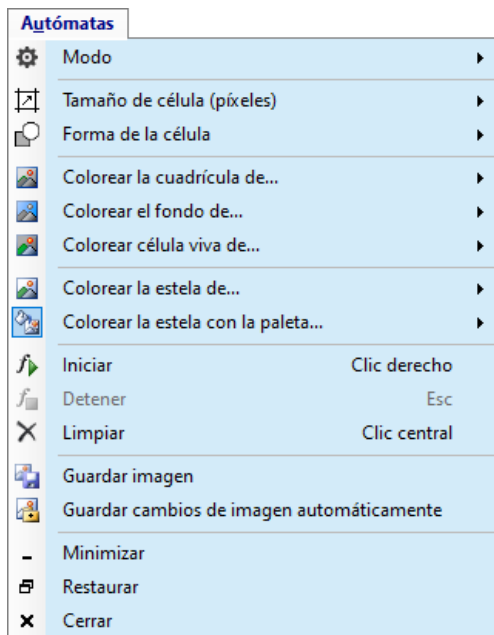 Autómatas
Modo
Tamaño de célula (píxeles)
Forma de la célula
Colorear la cuadrícula de...
Colorear el fondo de...
Colorear célula viva de...
Colorear la estela de...
Colorear la estela con la paleta...
Iniciar Clic derecho
Detener Esc
Limpiar Clic central
Guardar imagen
Guardar cambios de imagen automáticamente
Minimizar
Restaurar
Cerrar